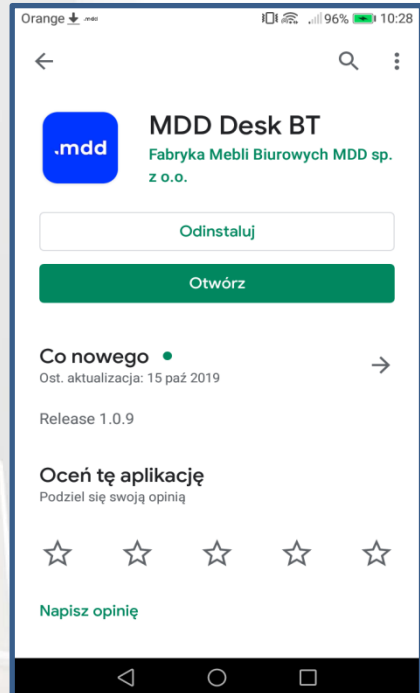 Orange .mdd 96% 10:28
.mdd
MDD Desk BT
Fabryka Mebli Biurowych MDD sp.
z o.o.
Odinstaluj
Otwórz
Co nowego
Ost. aktualizacja: 15 paź 2019
Release 1.0.9
Oceń tę aplikację
Podziel się swoją opinią
Napisz opinię